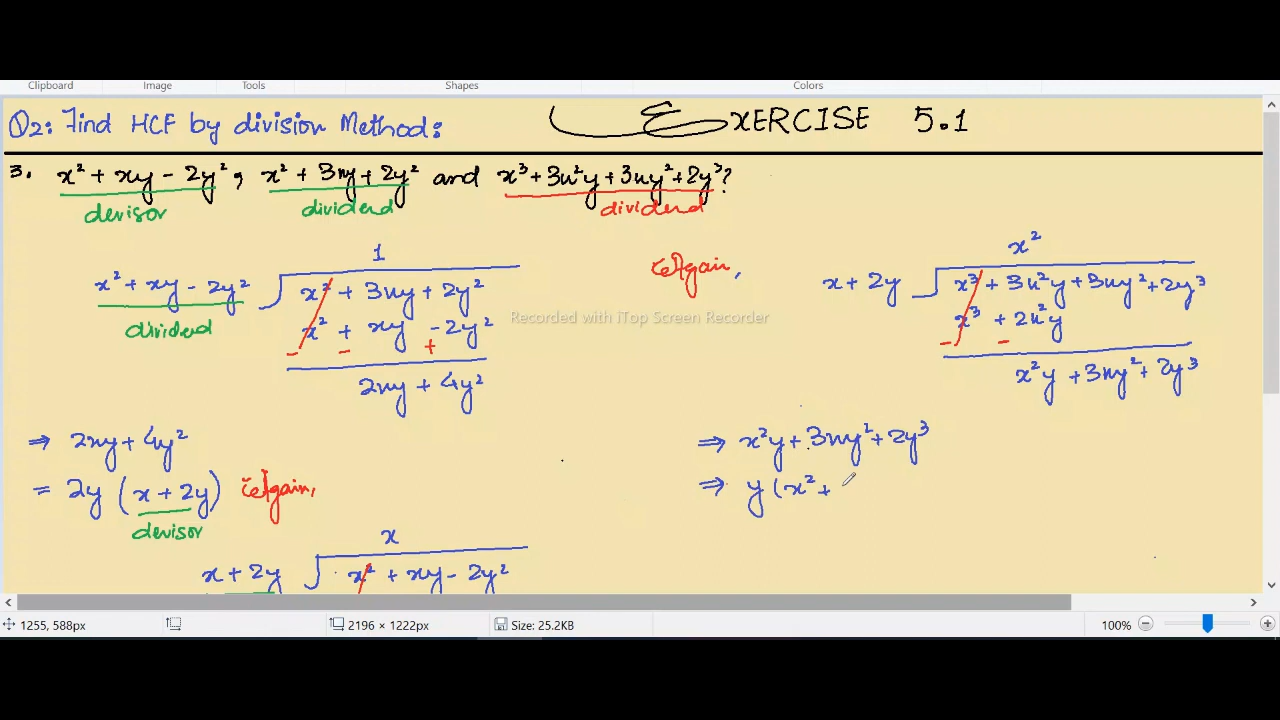 Clipboard Image Tools Shapes Colors
Q2: Find HCF by division Method: EXERCISE 5.1
3. x² + xy - 2y², x² + 3xy + 2y² and x³ + 3x²y + 3xy² + 2y³?
devisor dividend dividend
1
x² + xy - 2y² x² + 3xy + 2y²
dividend
x² + xy - 2y²
- - +
2xy + 4y²
⇒ 2xy + 4y²
= 2y (x + 2y) Again,
devisor
x
x + 2y x² + xy - 2y²
Again,
x²
x + 2y x³ + 3x²y + 3xy² + 2y³
x³ + 2x²y
- -
x²y + 3xy² + 2y³
⇒ x²y + 3xy² + 2y³
⇒ y (x² +
Recorded with iTop Screen Recorder
1255, 588px 2196 × 1222px Size: 25.2KB 100%